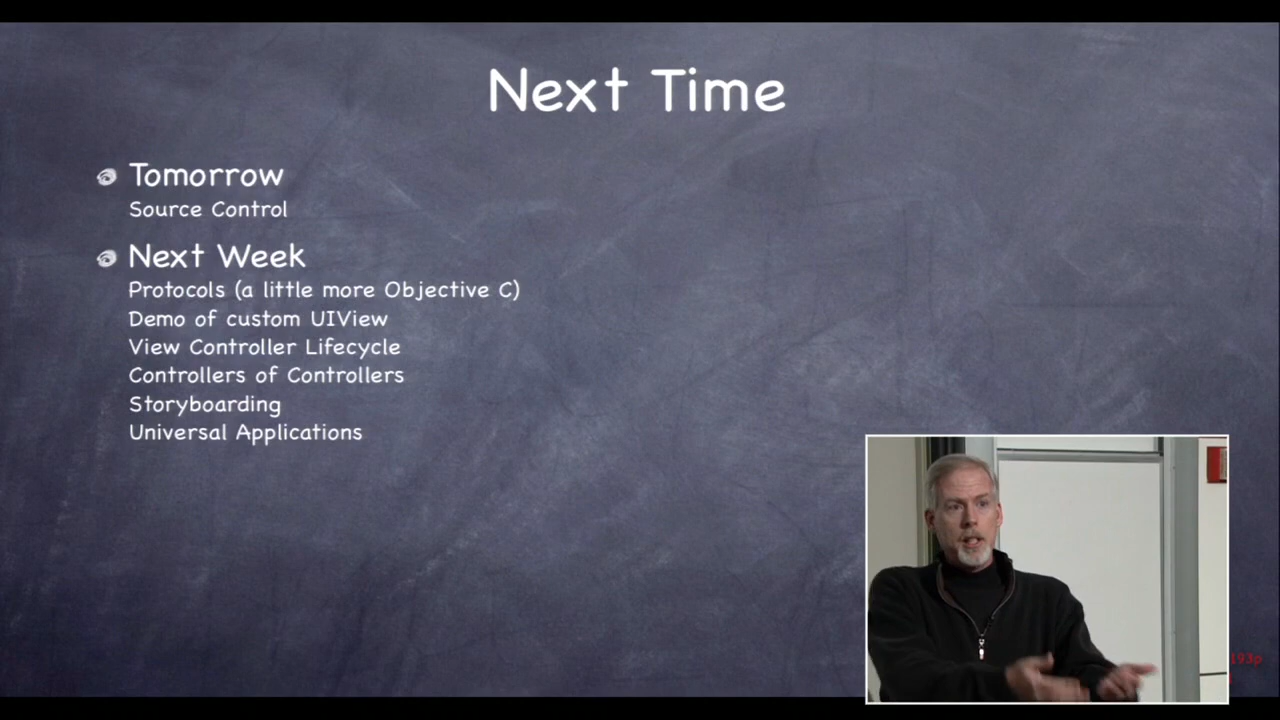 Next Time
Tomorrow
Source Control
Next Week
Protocols (a little more Objective C)
Demo of custom UIView
View Controller Lifecycle
Controllers of Controllers
Storyboarding
Universal Applications
193p